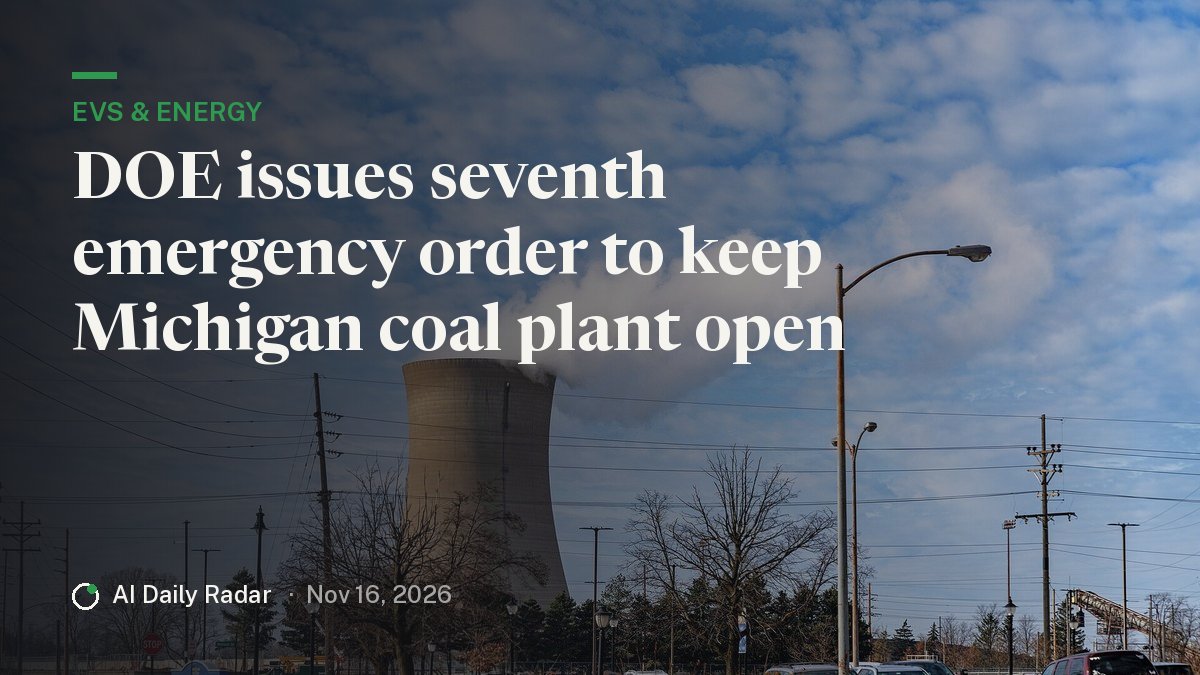 EVS & ENERGY
DOE issues seventh
emergency order to keep
Michigan coal plant open
AI Daily Radar · Nov 16, 2026